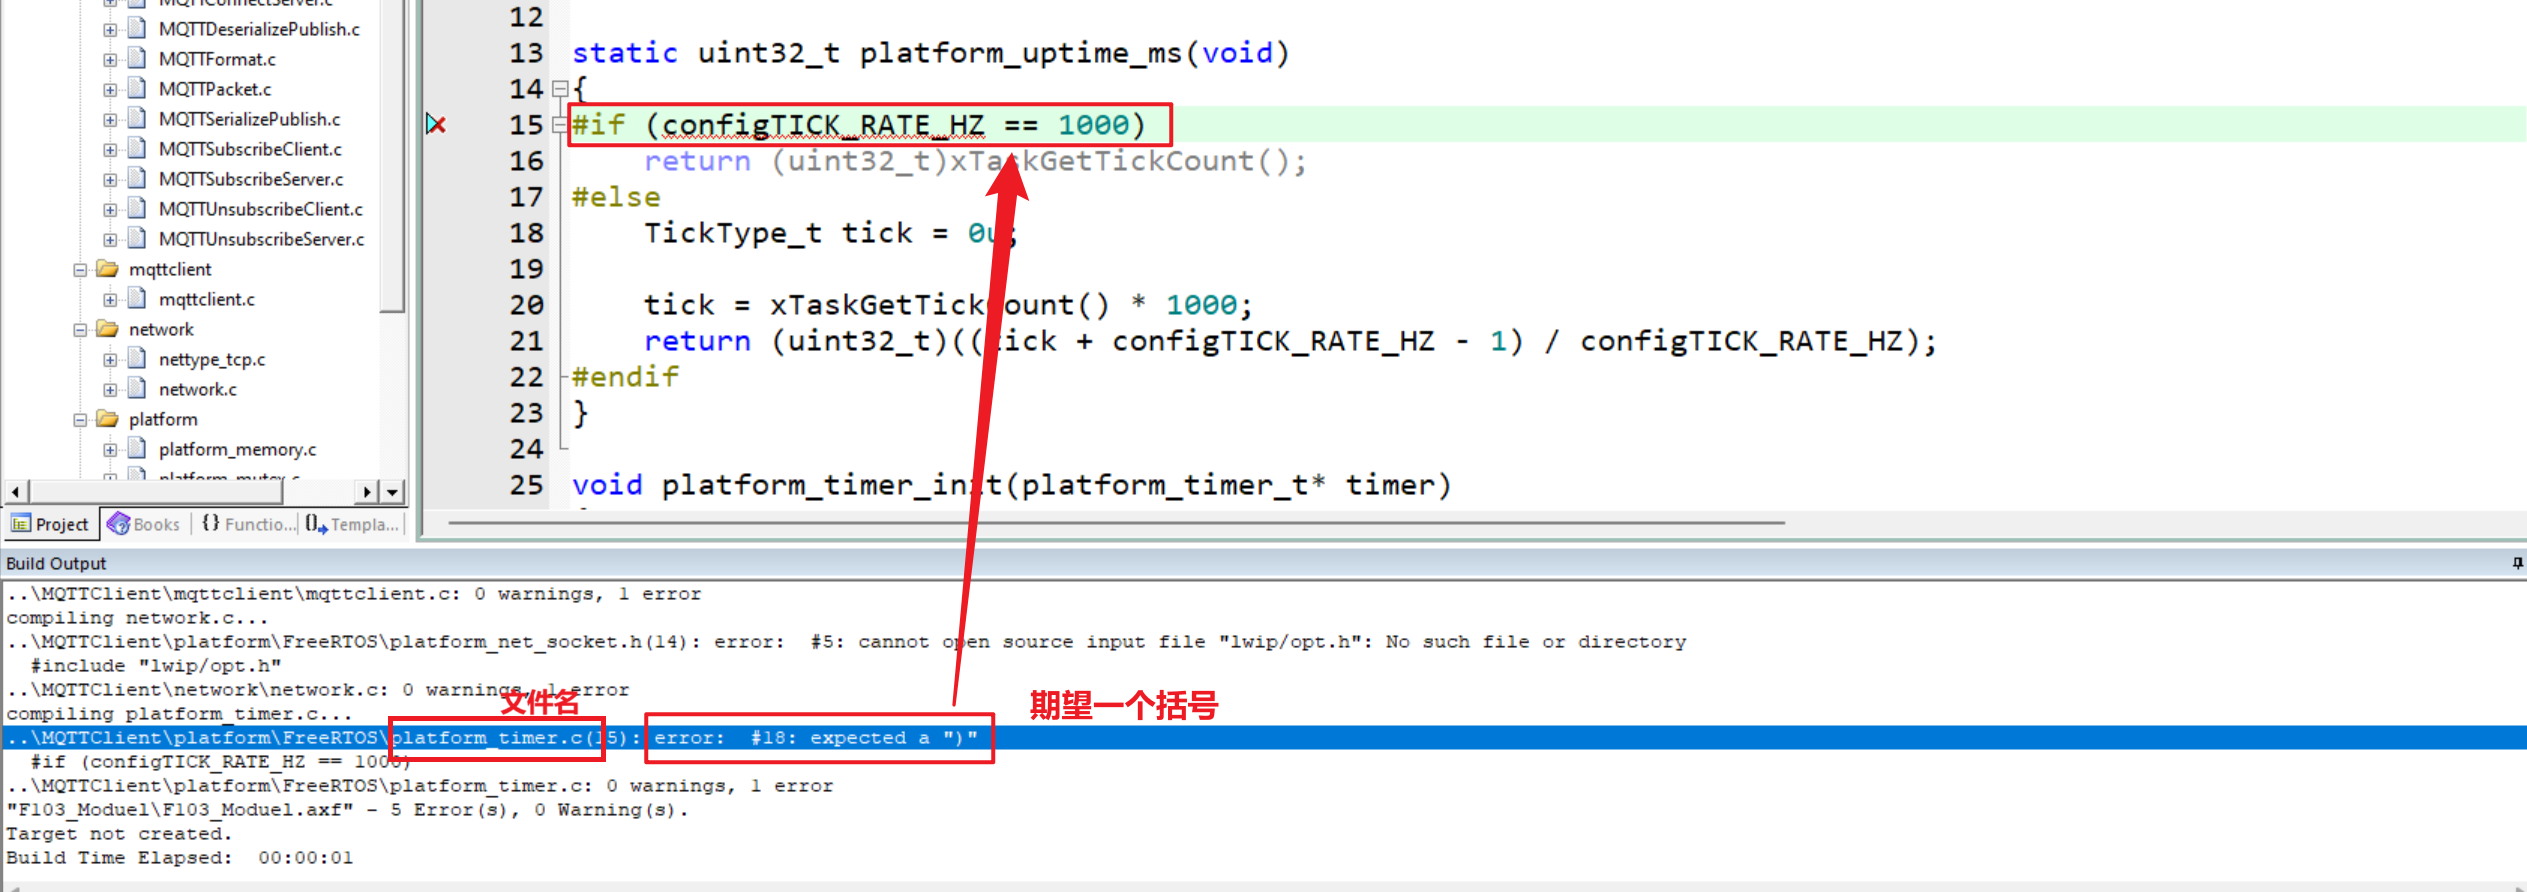 MQTTConnectServer.c
MQTTDeserializePublish.c
MQTTFormat.c
MQTTPacket.c
MQTTSerializePublish.c
MQTTSubscribeClient.c
MQTTSubscribeServer.c
MQTTUnsubscribeClient.c
MQTTUnsubscribeServer.c
mqttclient
mqttclient.c
network
nettype_tcp.c
network.c
platform
platform_memory.c
platform_mutex.c
Project
Books
{} Functio...
Templa...
12
13 static uint32_t platform_uptime_ms(void)
14 {
15 #if (configTICK_RATE_HZ == 1000)
16 return (uint32_t)xTaskGetTickCount();
17 #else
18 TickType_t tick = 0u;
19
20 tick = xTaskGetTickCount() * 1000;
21 return (uint32_t)((tick + configTICK_RATE_HZ - 1) / configTICK_RATE_HZ);
22 #endif
23 }
24
25 void platform_timer_init(platform_timer_t* timer)
Build Output
..\MQTTClient\mqttclient\mqttclient.c: 0 warnings, 1 error
compiling network.c...
..\MQTTClient\platform\FreeRTOS\platform_net_socket.h(14): error:  #5: cannot open source input file "lwip/opt.h": No such file or directory
#include "lwip/opt.h"
..\MQTTClient\network\network.c: 0 warnings, 1 error
文件名
期望一个括号
compiling platform_timer.c...
..\MQTTClient\platform\FreeRTOS\platform_timer.c(15): error:  #18: expected a ")"
#if (configTICK_RATE_HZ == 1000)
..\MQTTClient\platform\FreeRTOS\platform_timer.c: 0 warnings, 1 error
"F103_Moduel\F103_Moduel.axf" - 5 Error(s), 0 Warning(s).
Target not created.
Build Time Elapsed:  00:00:01